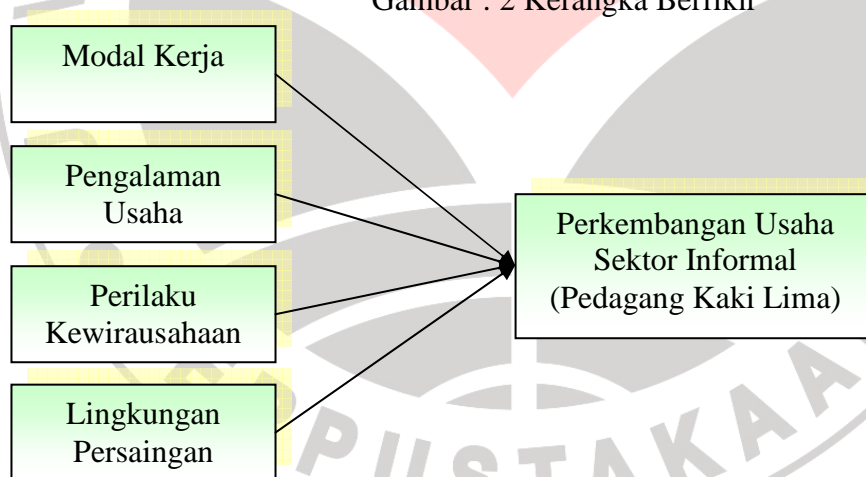 Gambar : 2 Kerangka Berfikir
Modal Kerja
Pengalaman
Usaha
Perilaku
Kewirausahaan
Lingkungan
Persaingan
Perkembangan Usaha
Sektor Informal
(Pedagang Kaki Lima)
PUSTAKAA